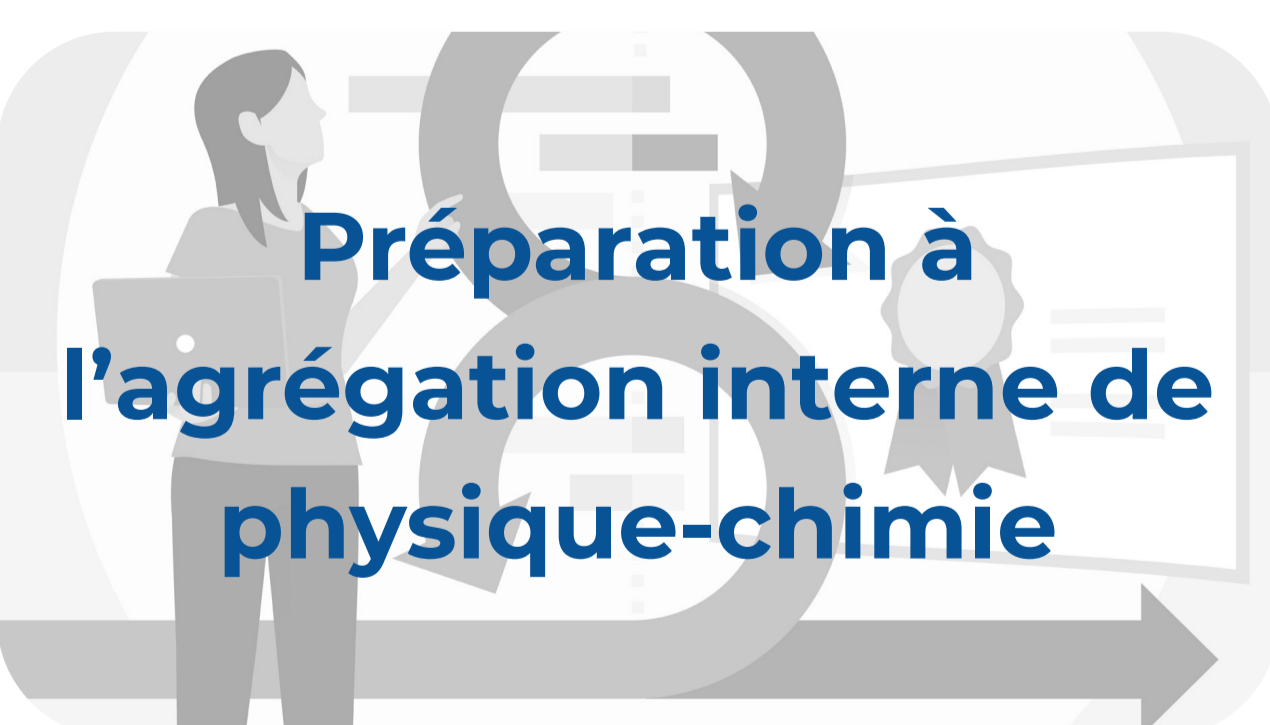 Préparation à
l’agrégation interne de
physique-chimie